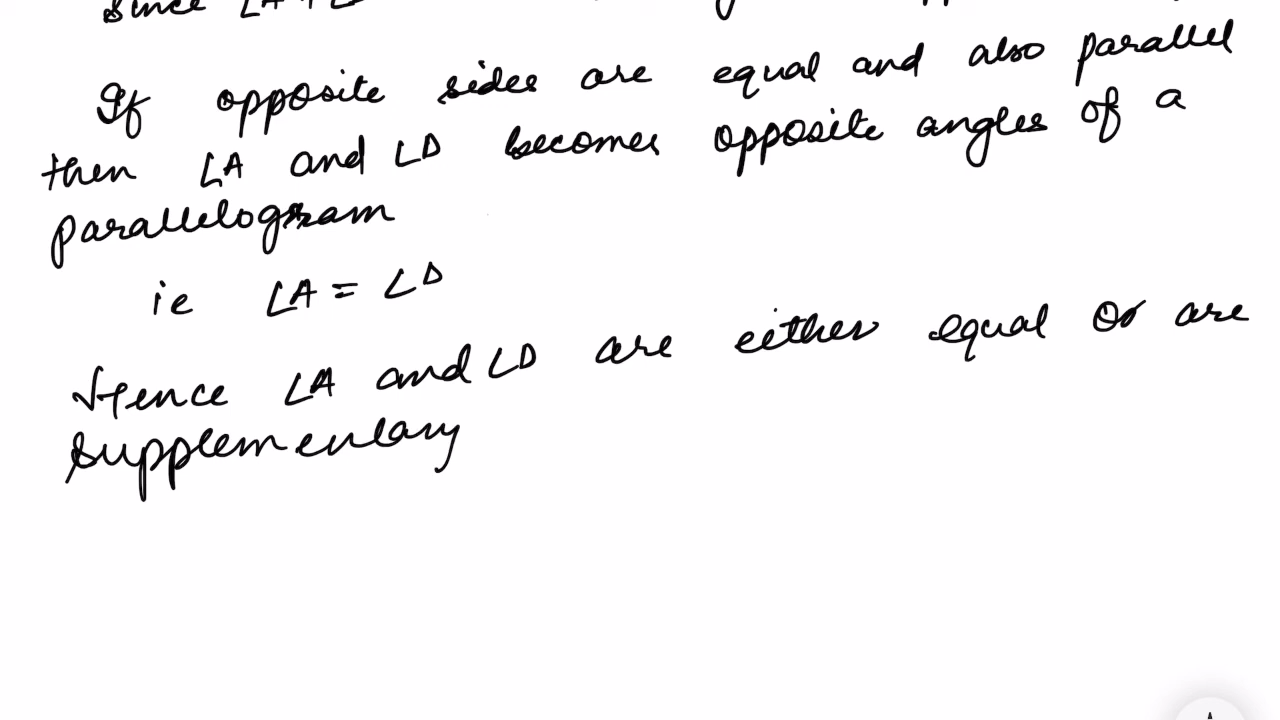 Since ∠A + ∠
If opposite sides are equal and also parallel
then ∠A and ∠D becomes opposite angles of a
parallelogram
ie ∠A = ∠D
Hence ∠A and ∠D are either equal or are
supplementary